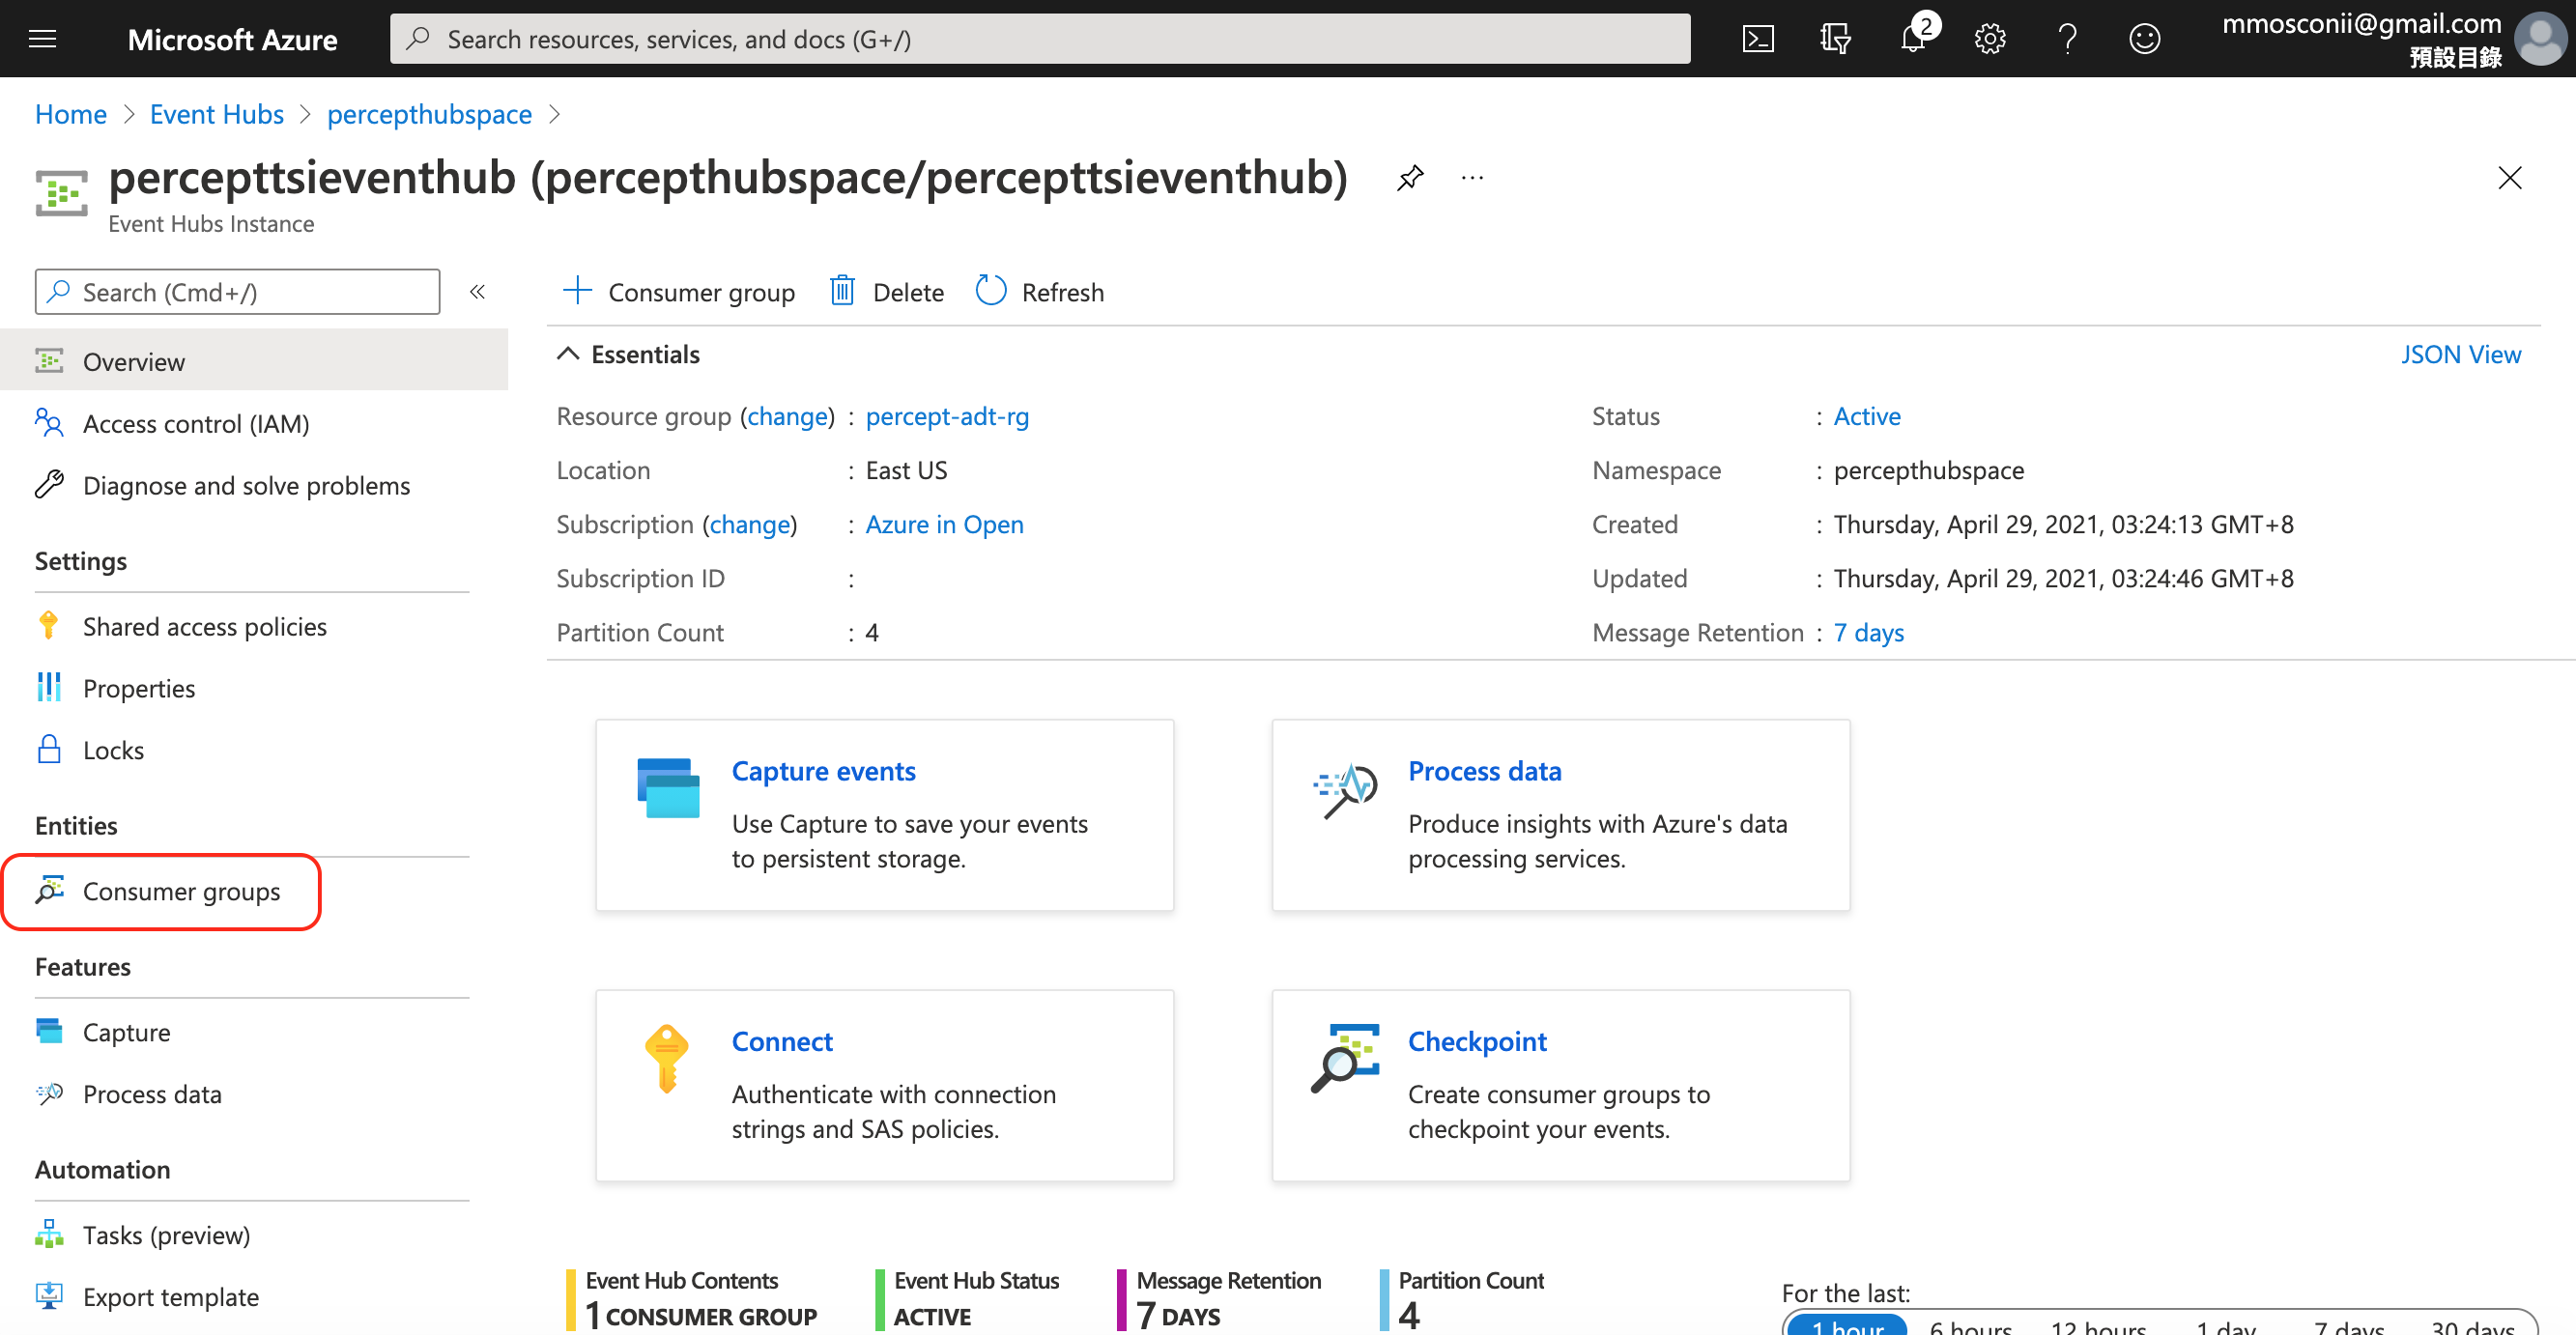 Microsoft Azure
Search resources, services, and docs (G+/)
2
mmosconii@gmail.com
預設目錄
Home > Event Hubs > percepthubspace >
percepttsieventhub (percepthubspace/percepttsieventhub)
...
Event Hubs Instance
Search (Cmd+/)
«
Consumer group
Delete
Refresh
Overview
Access control (IAM)
Diagnose and solve problems
Settings
Shared access policies
Properties
Locks
Entities
Consumer groups
Features
Capture
Process data
Automation
Tasks (preview)
Export template
Essentials
JSON View
Resource group (change) : percept-adt-rg
Location : East US
Subscription (change) : Azure in Open
Subscription ID :
Partition Count : 4
Status : Active
Namespace : percepthubspace
Created : Thursday, April 29, 2021, 03:24:13 GMT+8
Updated : Thursday, April 29, 2021, 03:24:46 GMT+8
Message Retention : 7 days
Capture events
Use Capture to save your events
to persistent storage.
Process data
Produce insights with Azure's data
processing services.
Connect
Authenticate with connection
strings and SAS policies.
Checkpoint
Create consumer groups to
checkpoint your events.
Event Hub Contents
1 CONSUMER GROUP
Event Hub Status
ACTIVE
Message Retention
7 DAYS
Partition Count
4
For the last:
1 hour 6 hours 12 hours 1 day 7 days 30 days